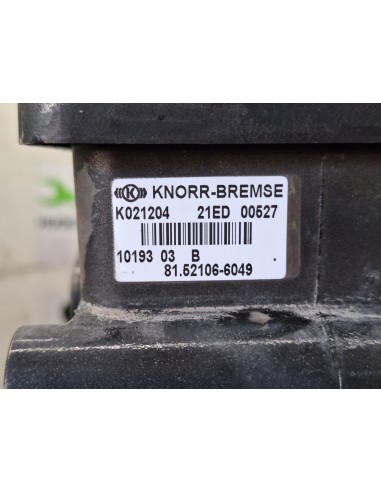 KNORR-BREMSE
K021204 21ED 00527
10193 03 B .
81.52106-6049